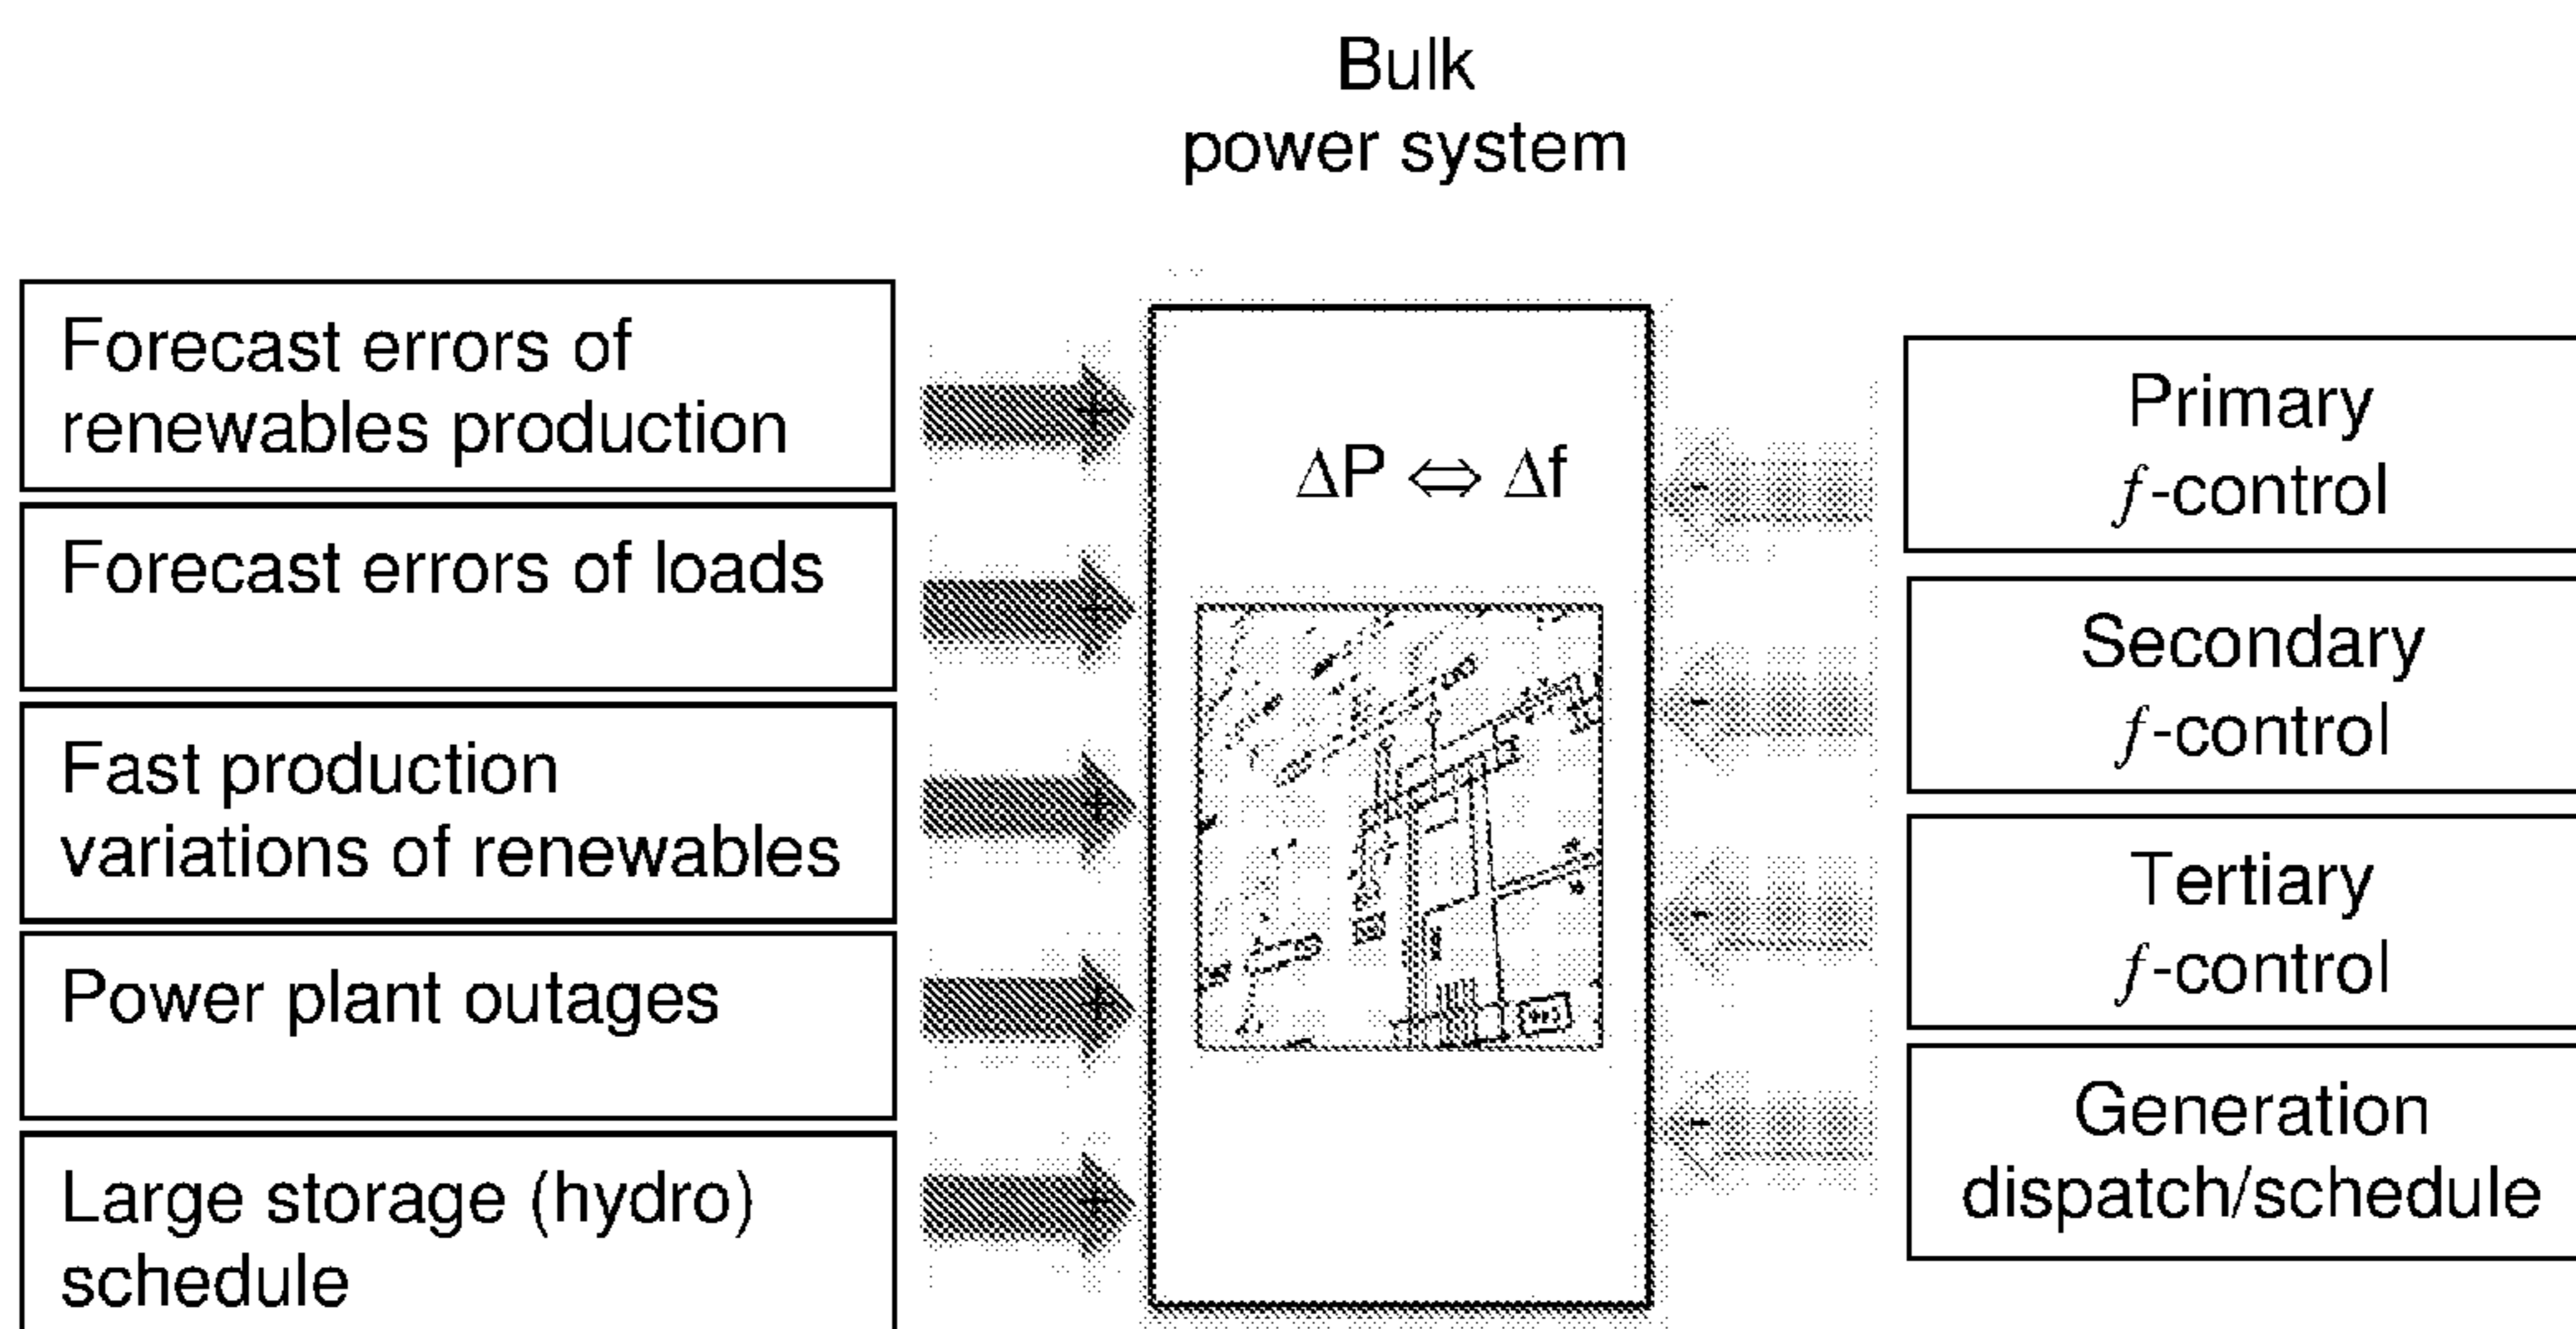 Bulk
power system
Forecast errors of
renewables production
Forecast errors of loads
Fast production
variations of renewables
Power plant outages
Large storage (hydro)
schedule
+
+
+
+
+
ΔP ⇔ Δf
-
-
-
-
Primary
f-control
Secondary
f-control
Tertiary
f-control
Generation
dispatch/schedule